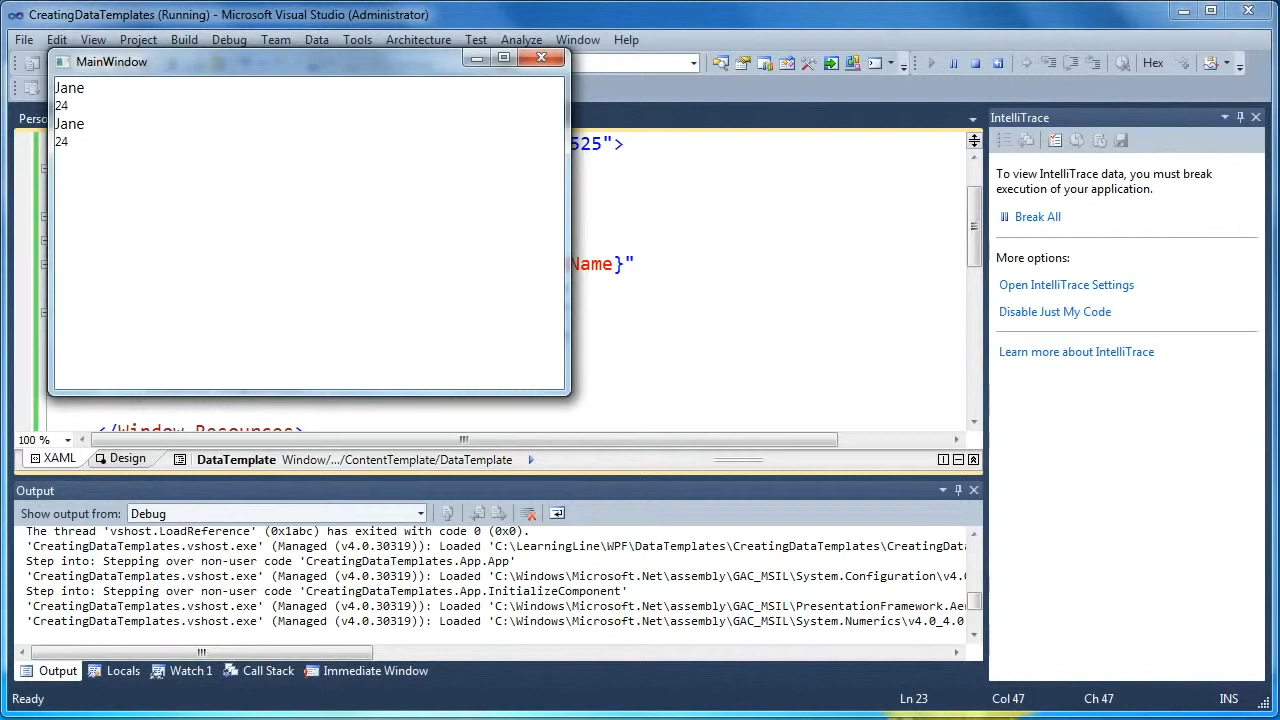 CreatingDataTemplates (Running) - Microsoft Visual Studio (Administrator)
File Edit View Project Build Debug Team Data Tools Architecture Test Analyze Window Help
MainWindow
Hex
Jane
24
Jane
24
Perso
525">
Name}"
</Window.Resources>
100 %
XAML Design DataTemplate Window/.../ContentTemplate/DataTemplate
IntelliTrace
To view IntelliTrace data, you must break
execution of your application.
Break All
More options:
Open IntelliTrace Settings
Disable Just My Code
Learn more about IntelliTrace
Output
Show output from: Debug
The thread 'vshost.LoadReference' (0x1abc) has exited with code 0 (0x0).
'CreatingDataTemplates.vshost.exe' (Managed (v4.0.30319)): Loaded 'C:\LearningLine\WPF\DataTemplates\CreatingDataTemplates\CreatingData
Step into: Stepping over non-user code 'CreatingDataTemplates.App.App'
'CreatingDataTemplates.vshost.exe' (Managed (v4.0.30319)): Loaded 'C:\Windows\Microsoft.Net\assembly\GAC_MSIL\System.Configuration\v4.0
Step into: Stepping over non-user code 'CreatingDataTemplates.App.InitializeComponent'
'CreatingDataTemplates.vshost.exe' (Managed (v4.0.30319)): Loaded 'C:\Windows\Microsoft.Net\assembly\GAC_MSIL\PresentationFramework.Ae
'CreatingDataTemplates.vshost.exe' (Managed (v4.0.30319)): Loaded 'C:\Windows\Microsoft.Net\assembly\GAC_MSIL\System.Numerics\v4.0_4.0
Output Locals Watch 1 Call Stack Immediate Window
Ready Ln 23 Col 47 Ch 47 INS